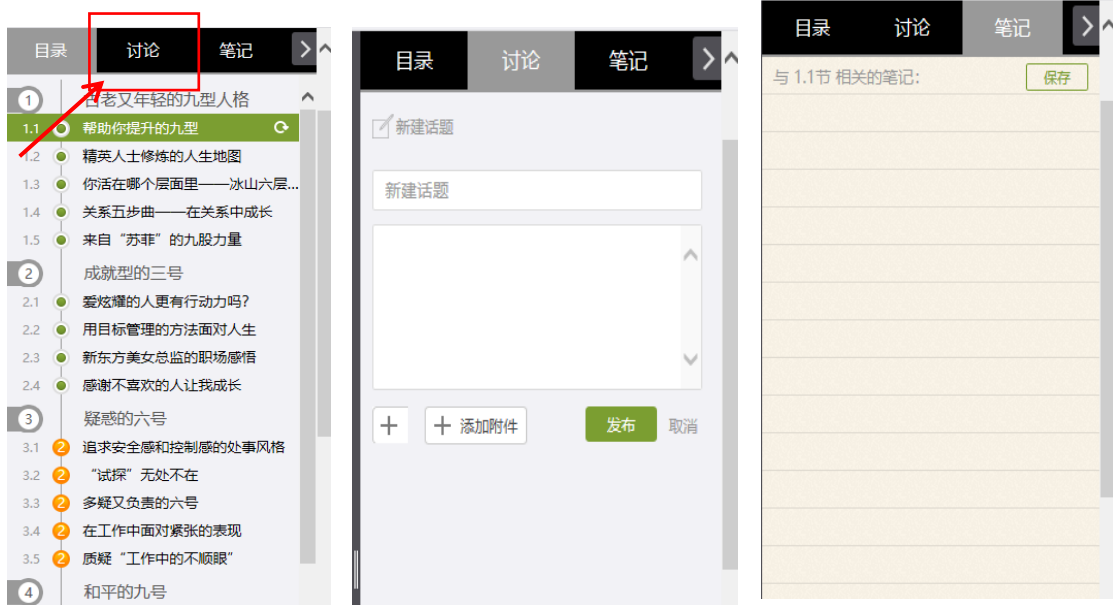 目录 讨论 笔记
1 古老又年轻的九型人格
1.1 帮助你提升的九型
1.2 精英人士修炼的人生地图
1.3 你活在哪个层面里——冰山六层...
1.4 关系五步曲——在关系中成长
1.5 来自“苏菲”的九股力量
2 成就型的三号
2.1 爱炫耀的人更有行动力吗?
2.2 用目标管理的方法面对人生
2.3 新东方美女总监的职场感悟
2.4 感谢不喜欢的人让我成长
3 疑惑的六号
3.1 2 追求安全感和控制感的处事风格
3.2 2 “试探”无处不在
3.3 2 多疑又负责的六号
3.4 2 在工作中面对紧张的表现
3.5 2 质疑“工作中的不顺眼”
4 和平的九号
目录 讨论 笔记
新建话题
新建话题
添加附件 发布 取消
目录 讨论 笔记
与 1.1节 相关的笔记: 保存